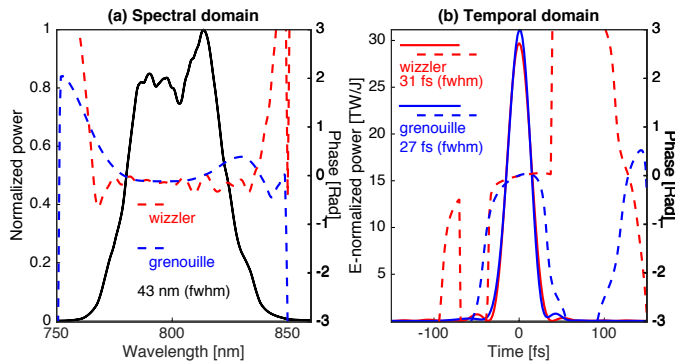 (a) Spectral domain
Normalized power
1
0.8
0.6
0.4
0.2
0
750
800
850
Wavelength [nm]
3
2
1
0
-1
-2
-3
Phase [Rad]
wizzler
grenouille
43 nm (fwhm)
(b) Temporal domain
E-normalized power [TW/J]
30
25
20
15
10
5
-100
0
100
Time [fs]
3
2
1
0
-1
-2
-3
Phase [Rad]
wizzler
31 fs (fwhm)
grenouille
27 fs (fwhm)